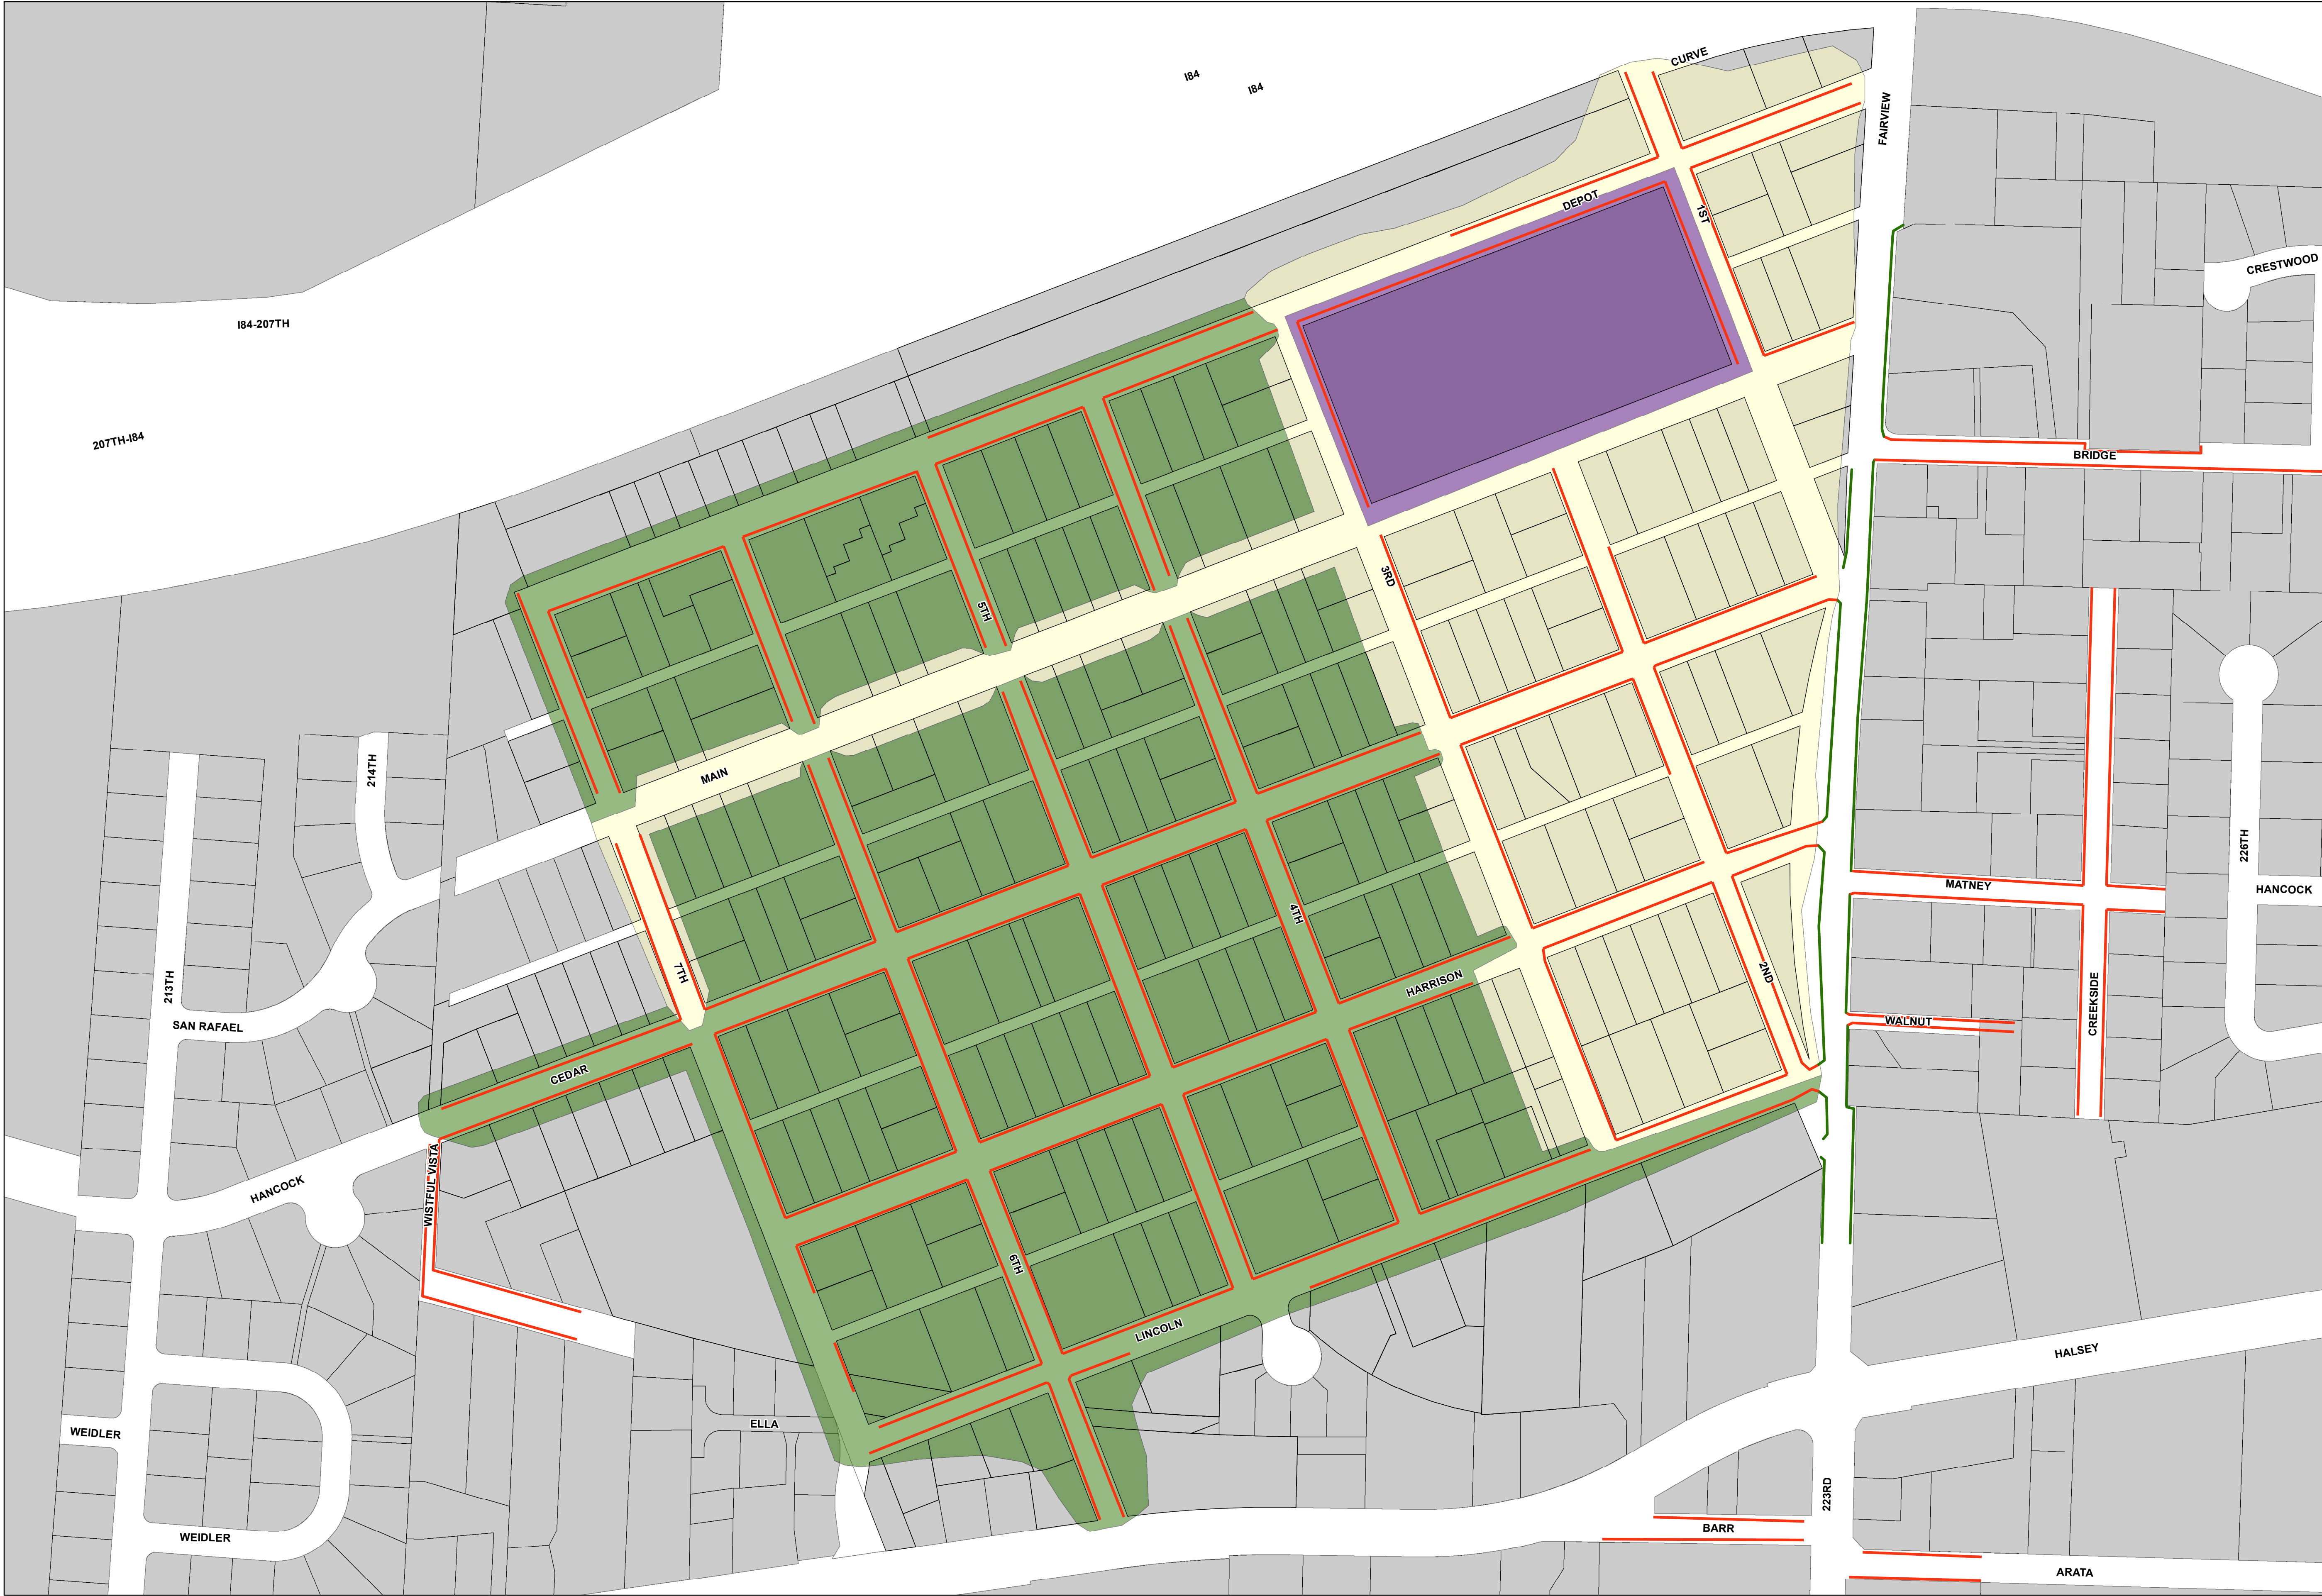 CURVE
I84
I84
FAIRVIEW
DEPOT
1ST
CRESTWOOD
I84-207TH
207TH-I84
BRIDGE
3RD
5TH
214TH
MAIN
226TH
MATNEY
HANCOCK
4TH
7TH
2ND
213TH
HARRISON
CREEKSIDE
SAN RAFAEL
WALNUT
CEDAR
WISTFUL VISTA
HANCOCK
6TH
LINCOLN
HALSEY
ELLA
WEIDLER
223RD
BARR
WEIDLER
ARATA